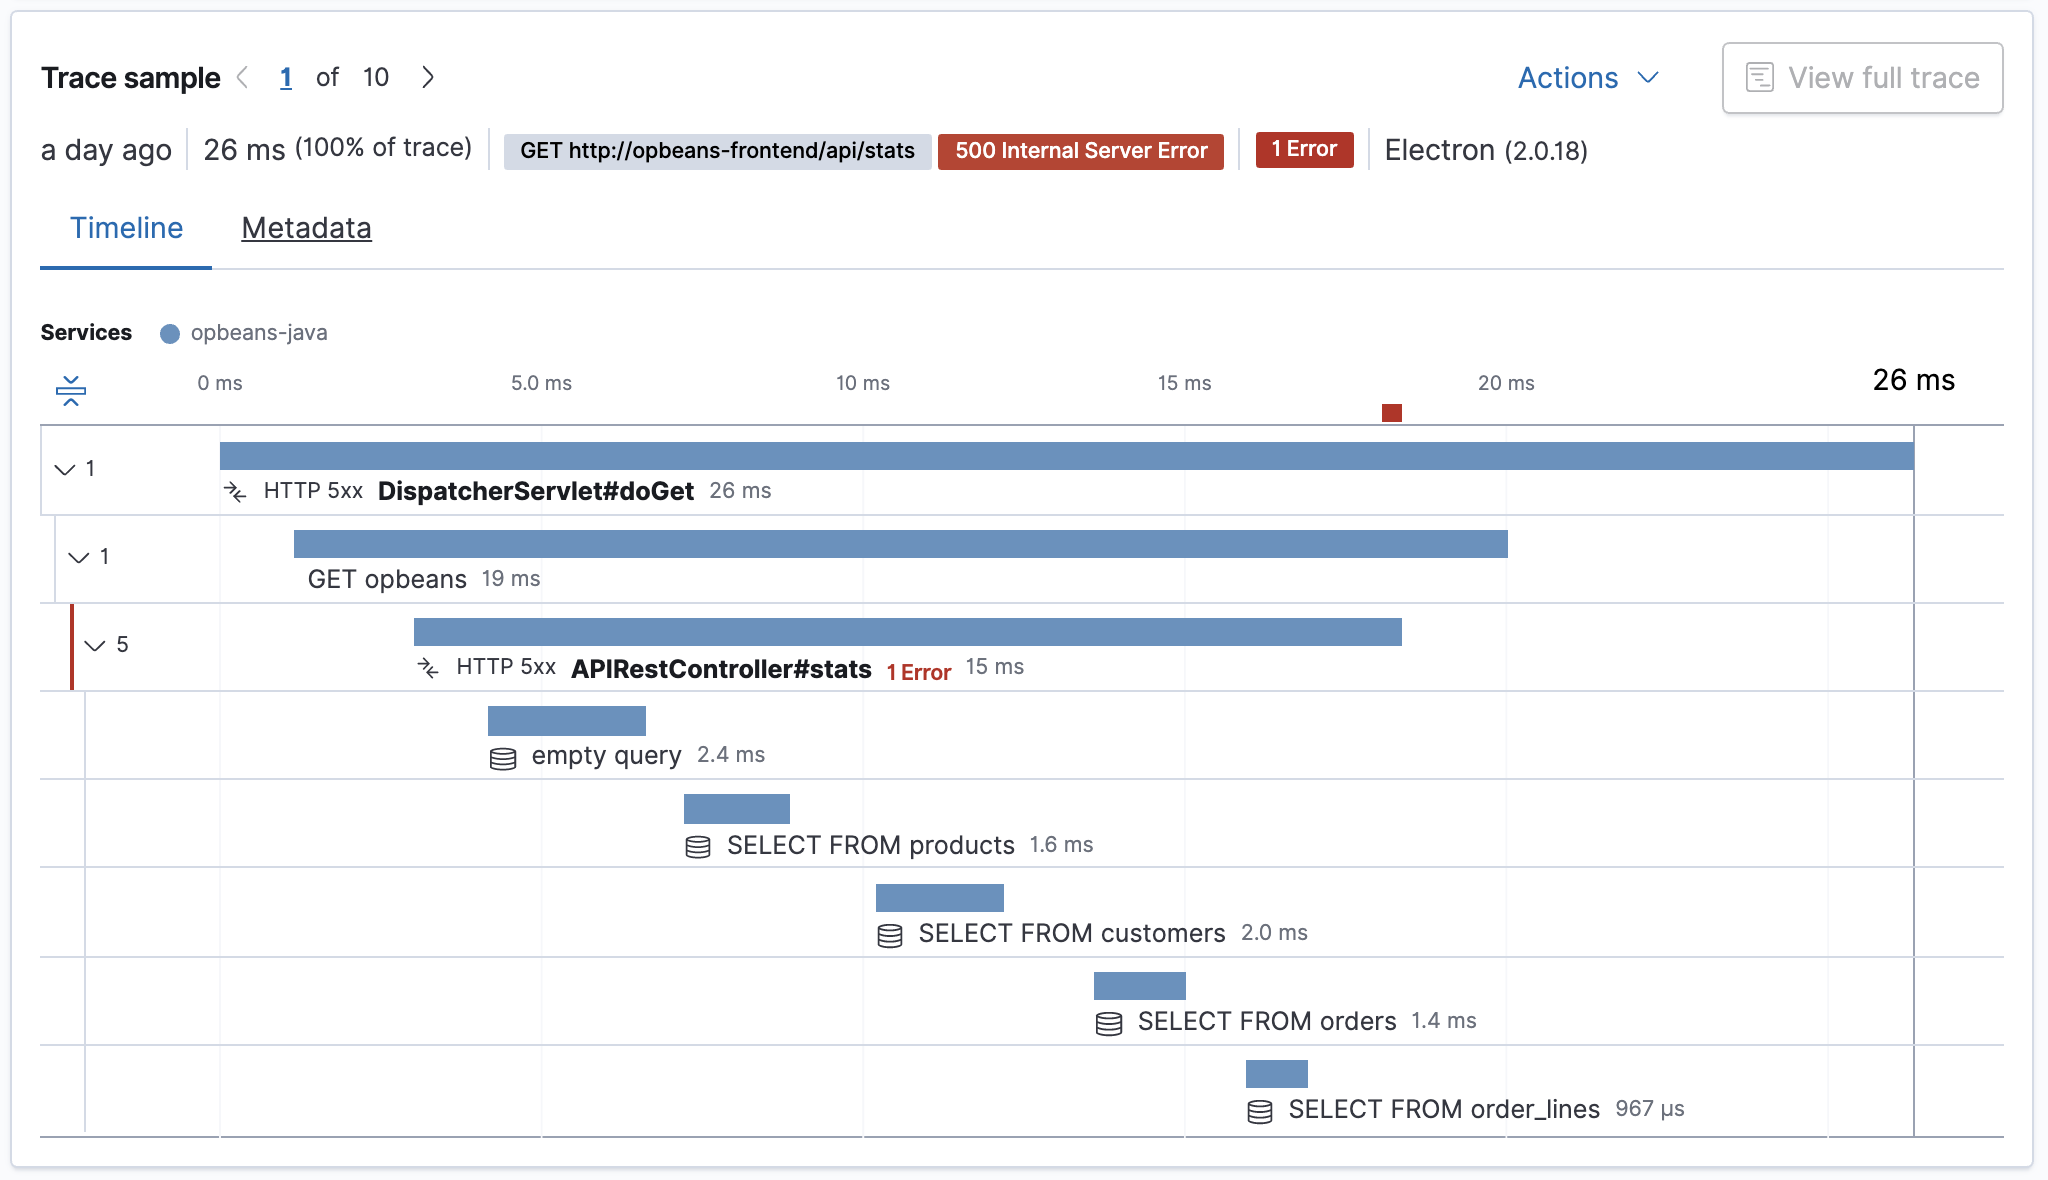 Trace sample 1 of 10 Actions View full trace
a day ago 26 ms (100% of trace) GET http://opbeans-frontend/api/stats 500 Internal Server Error 1 Error Electron (2.0.18)
Timeline Metadata
Services opbeans-java
0 ms 5.0 ms 10 ms 15 ms 20 ms 26 ms
1
HTTP 5xx DispatcherServlet#doGet 26 ms
1
GET opbeans 19 ms
5
HTTP 5xx APIRestController#stats 1 Error 15 ms
empty query 2.4 ms
SELECT FROM products 1.6 ms
SELECT FROM customers 2.0 ms
SELECT FROM orders 1.4 ms
SELECT FROM order_lines 967 μs